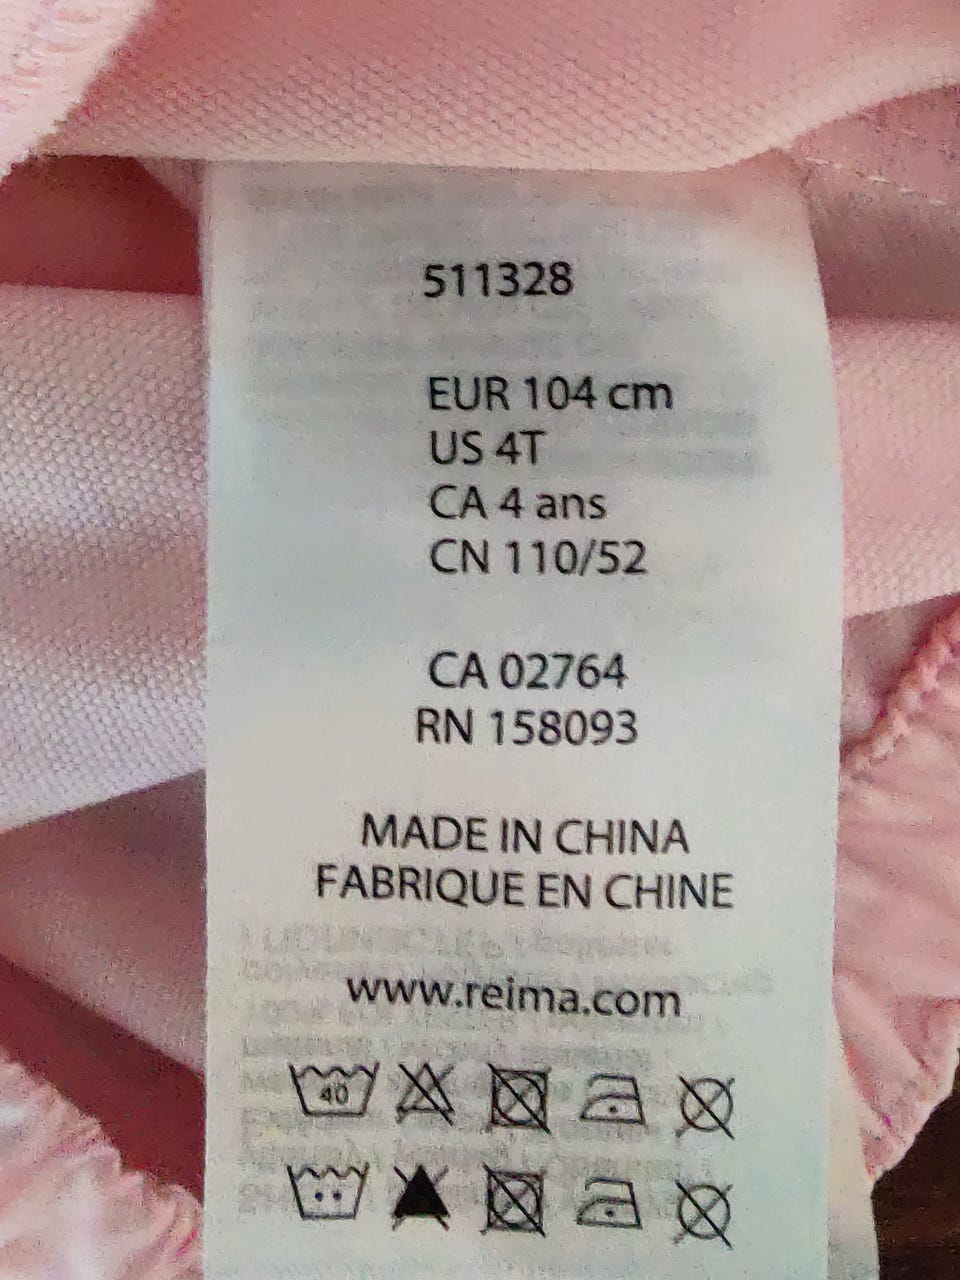 511328
EUR 104 cm
US 4T
CA 4 ans
CN 110/52
CA 02764
RN 158093
MADE IN CHINA
FABRIQUE EN CHINE
www.reima.com
40